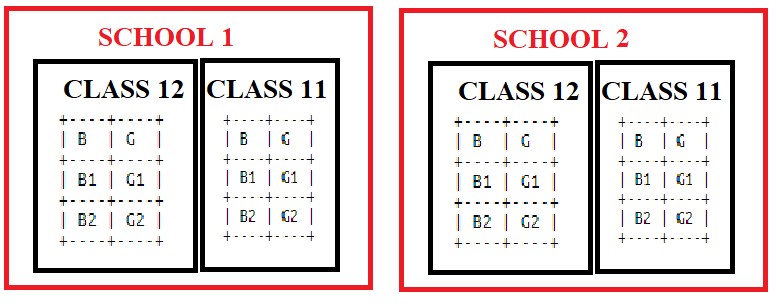 SCHOOL 1
CLASS 12
+----+----+
| B | G |
+----+----+
| B1 | G1 |
+----+----+
| B2 | G2 |
+----+----+
CLASS 11
+----+----+
| B | G |
+----+----+
| B1 | G1 |
+----+----+
| B2 | G2 |
+----+----+
SCHOOL 2
CLASS 12
+----+----+
| B | G |
+----+----+
| B1 | G1 |
+----+----+
| B2 | G2 |
+----+----+
CLASS 11
+----+----+
| B | G |
+----+----+
| B1 | G1 |
+----+----+
| B2 | G2 |
+----+----+